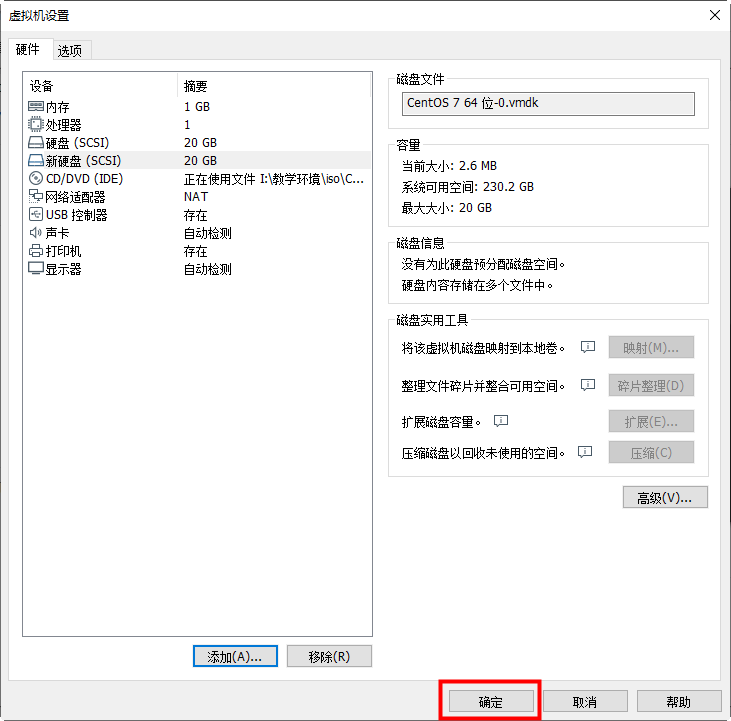 虚拟机设置
硬件 选项
设备 摘要
内存 1 GB
处理器 1
硬盘 (SCSI) 20 GB
新硬盘 (SCSI) 20 GB
CD/DVD (IDE) 正在使用文件 I:\教学环境\iso\C...
网络适配器 NAT
USB 控制器 存在
声卡 自动检测
打印机 存在
显示器 自动检测
添加(A)... 移除(R)
磁盘文件
CentOS 7 64 位-0.vmdk
容量
当前大小: 2.6 MB
系统可用空间: 230.2 GB
最大大小: 20 GB
磁盘信息
没有为此硬盘预分配磁盘空间。
硬盘内容存储在多个文件中。
磁盘实用工具
将该虚拟机磁盘映射到本地卷。 映射(M)...
整理文件碎片并整合可用空间。 碎片整理(D)
扩展磁盘容量。 扩展(E)...
压缩磁盘以回收未使用的空间。 压缩(C)
高级(V)...
确定 取消 帮助